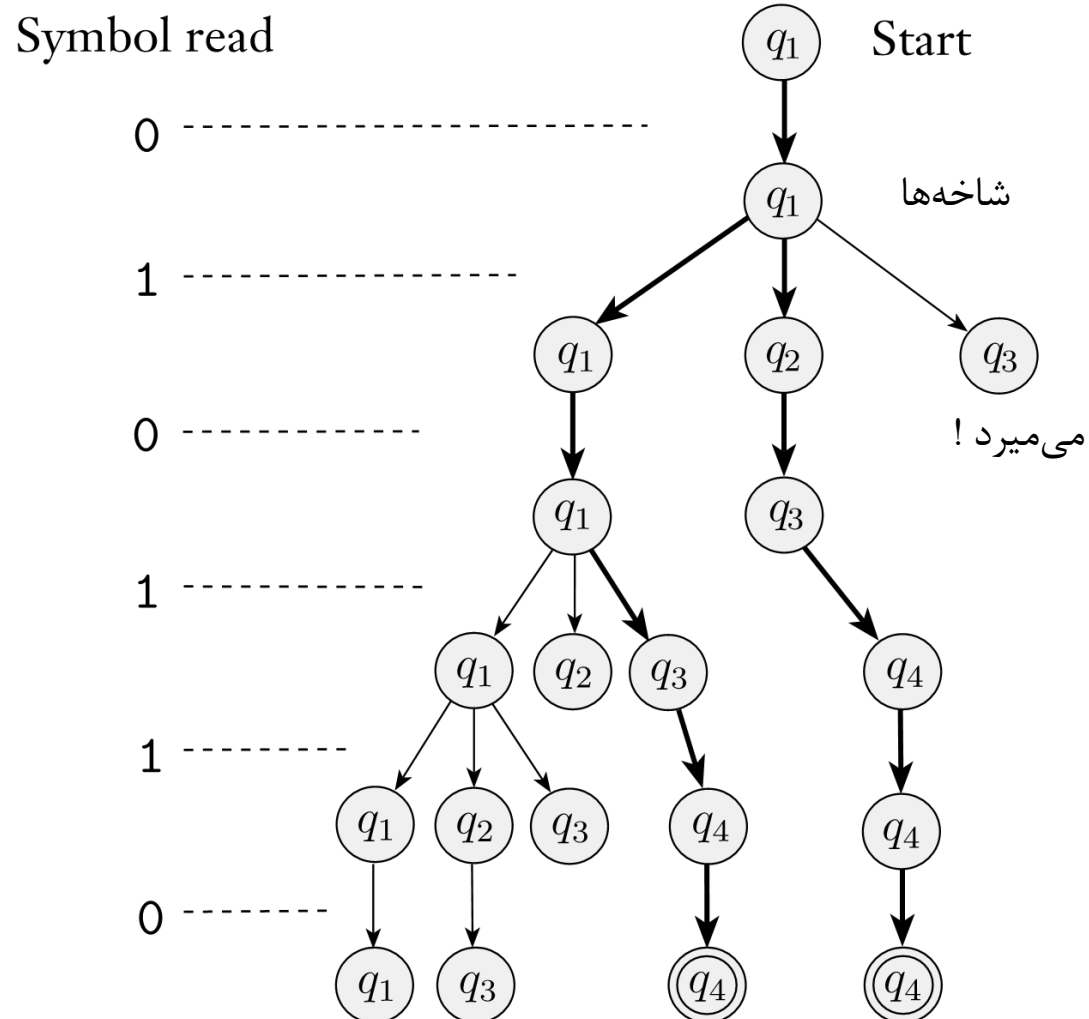 Symbol read q1 Start
0
q1 شاخه‌ها
1
q1 q2 q3
0 می‌میرد !
q1 q3
1
q1 q2 q3 q4
1
q1 q2 q3 q4 q4
0
q1 q3 q4 q4